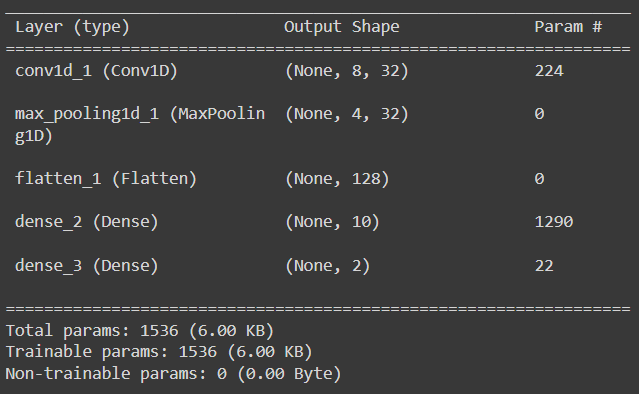 Layer (type) Output Shape Param #
conv1d_1 (Conv1D) (None, 8, 32) 224
max_pooling1d_1 (MaxPoolin (None, 4, 32) 0
g1D)
flatten_1 (Flatten) (None, 128) 0
dense_2 (Dense) (None, 10) 1290
dense_3 (Dense) (None, 2) 22
Total params: 1536 (6.00 KB)
Trainable params: 1536 (6.00 KB)
Non-trainable params: 0 (0.00 Byte)